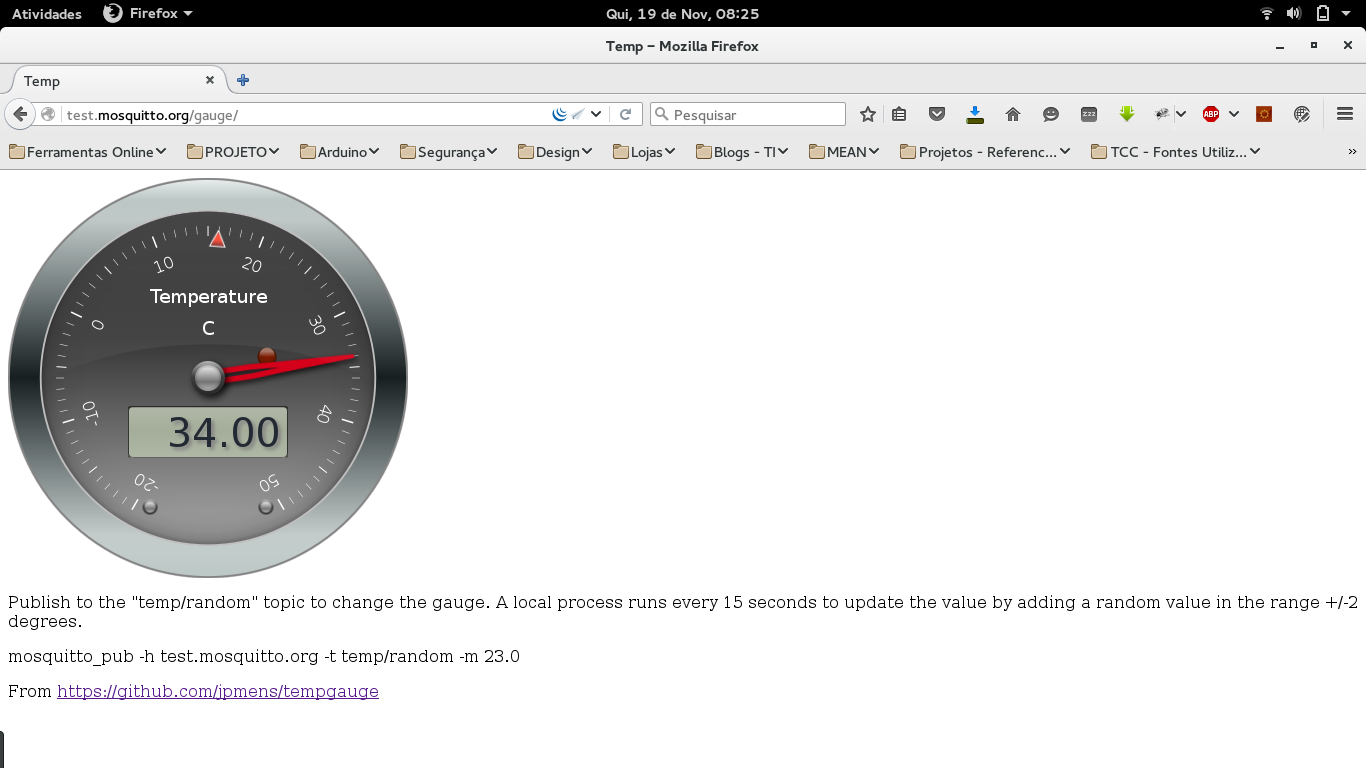 Atividades Firefox Qui, 19 de Nov, 08:25
Temp - Mozilla Firefox
Temp
test.mosquitto.org/gauge/ Pesquisar zzz ABP
Ferramentas Online PROJETO Arduino Segurança Design Lojas Blogs - TI MEAN Projetos - Referenc... TCC - Fontes Utiliz... »
10 20
Temperature
0 30
C
-10 40
34.00
-20 50
Publish to the "temp/random" topic to change the gauge. A local process runs every 15 seconds to update the value by adding a random value in the range +/-2
degrees.
mosquitto_pub -h test.mosquitto.org -t temp/random -m 23.0
From https://github.com/jpmens/tempgauge